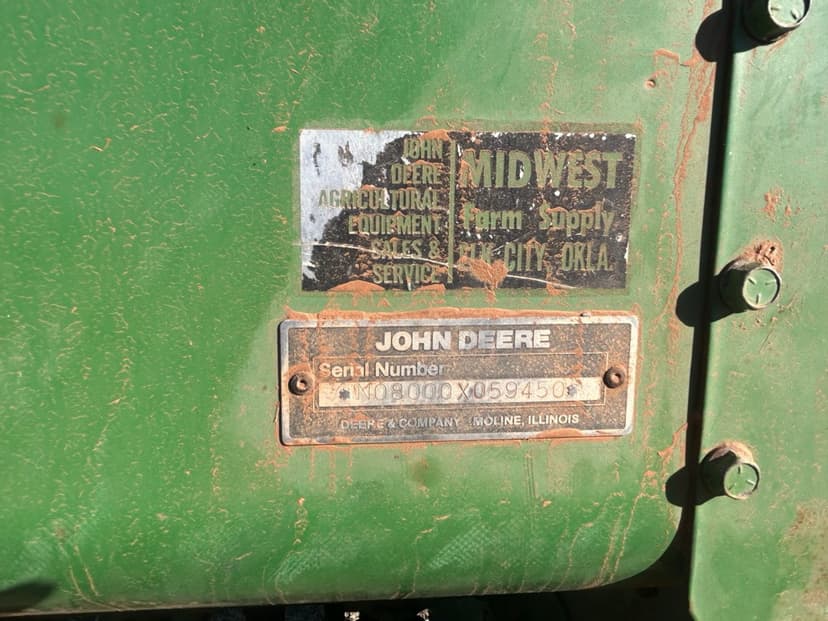 JOHN
DEERE
AGRICULTURAL
EQUIPMENT
SALES &
SERVICE
MIDWEST
Farm Supply
ELK CITY, OKLA.
JOHN DEERE
Serial Number
*N08000X059450*
DEERE & COMPANY MOLINE, ILLINOIS